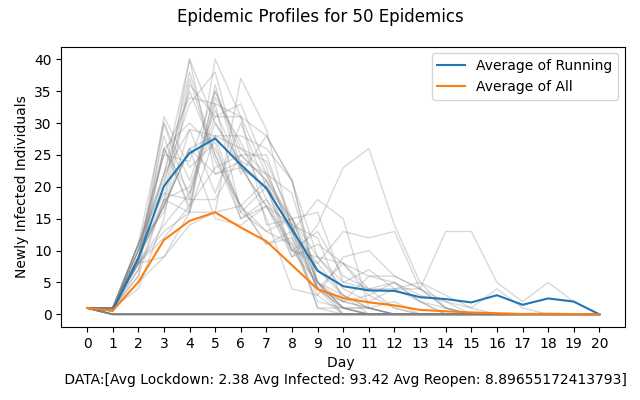 Epidemic Profiles for 50 Epidemics
Newly Infected Individuals
40
35
30
25
20
15
10
5
0
Average of Running
Average of All
0 1 2 3 4 5 6 7 8 9 10 11 12 13 14 15 16 17 18 19 20
Day
DATA:[Avg Lockdown: 2.38 Avg Infected: 93.42 Avg Reopen: 8.89655172413793]